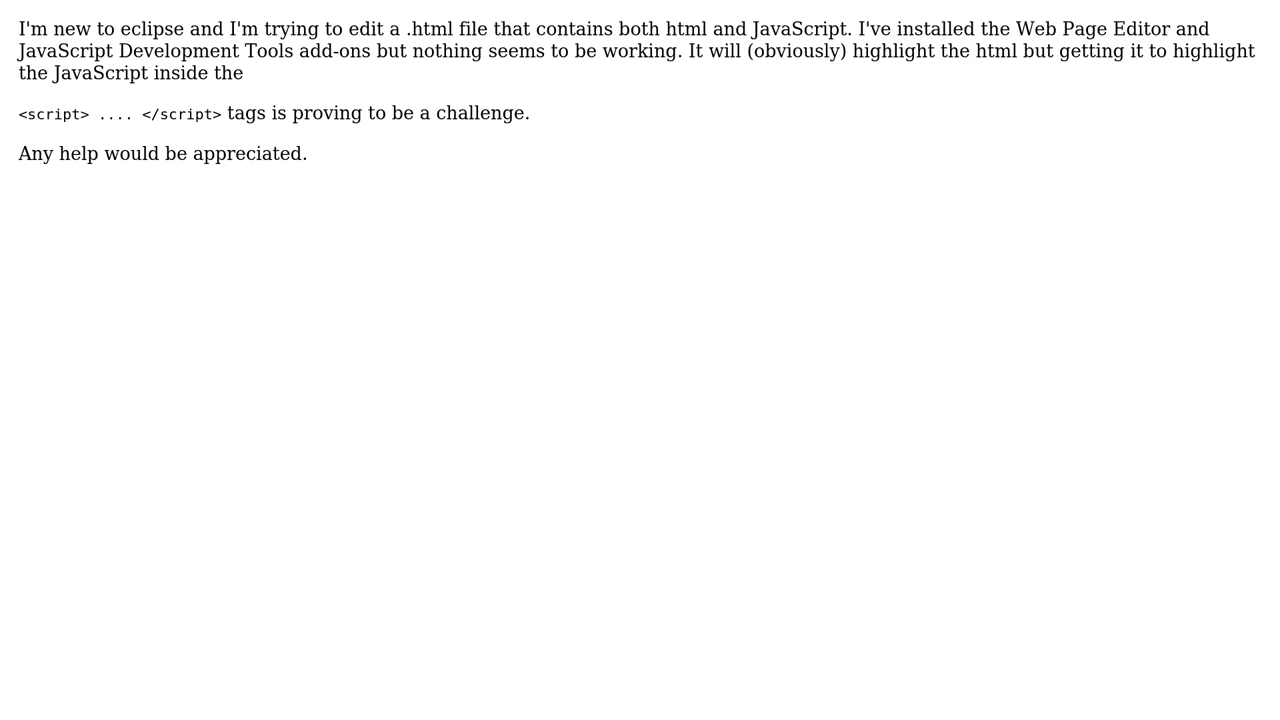 I'm new to eclipse and I'm trying to edit a .html file that contains both html and JavaScript. I've installed the Web Page Editor and
JavaScript Development Tools add-ons but nothing seems to be working. It will (obviously) highlight the html but getting it to highlight
the JavaScript inside the
<script> .... </script> tags is proving to be a challenge.
Any help would be appreciated.